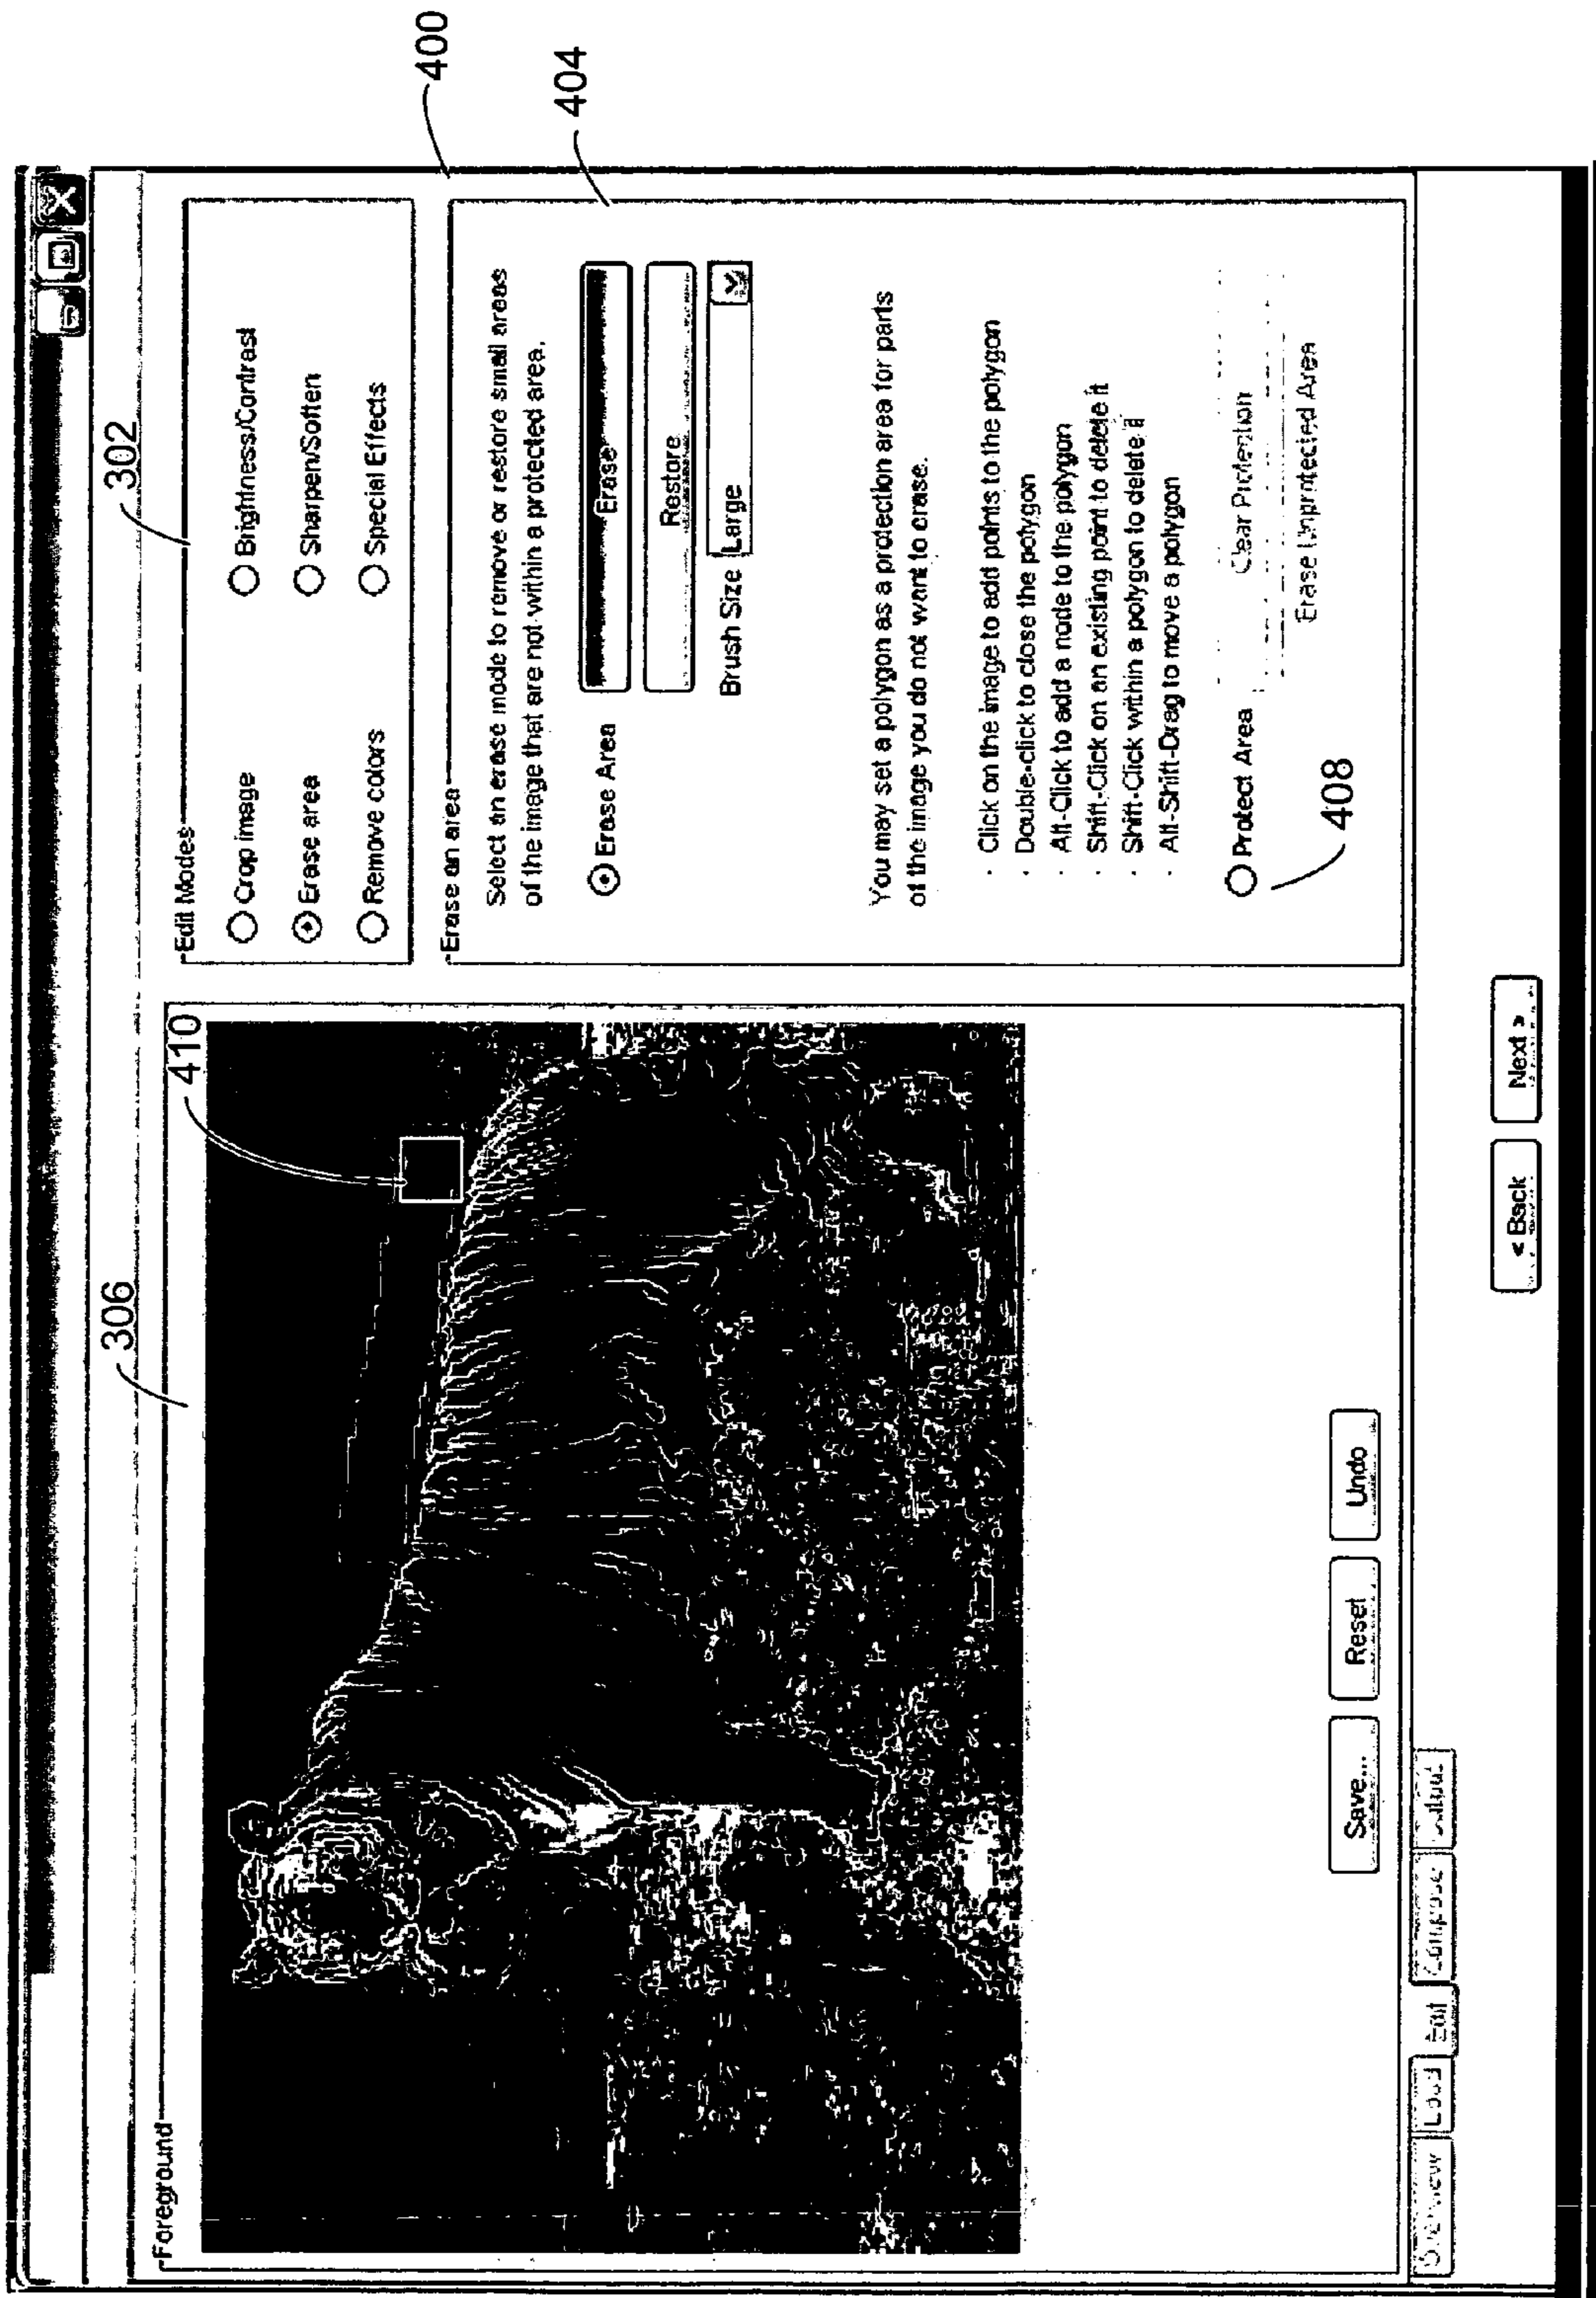 302
400
306
410
404
408
Foreground
Save...
Reset
Undo
Edit Modes
Crop image
Brightness/Contrast
Erase area
Sharpen/Soften
Remove colors
Special Effects
Erase an area
Select an erase mode to remove or restore small areas
of the image that are not within a protected area.
Erase Area
Erase
Restore
Brush Size Large
You may set a polygon as a protection area for parts
of the image you do not want to erase.
· Click on the image to add points to the polygon
· Double-click to close the polygon
· Alt-Click to add a node to the polygon
· Shift-Click on an existing point to delete it
· Shift-Click within a polygon to delete it
· Alt-Shift-Drag to move a polygon
Protect Area
Clear Protection
Erase Unprotected Area
Overview Load Edit Compose Output
< Back
Next >